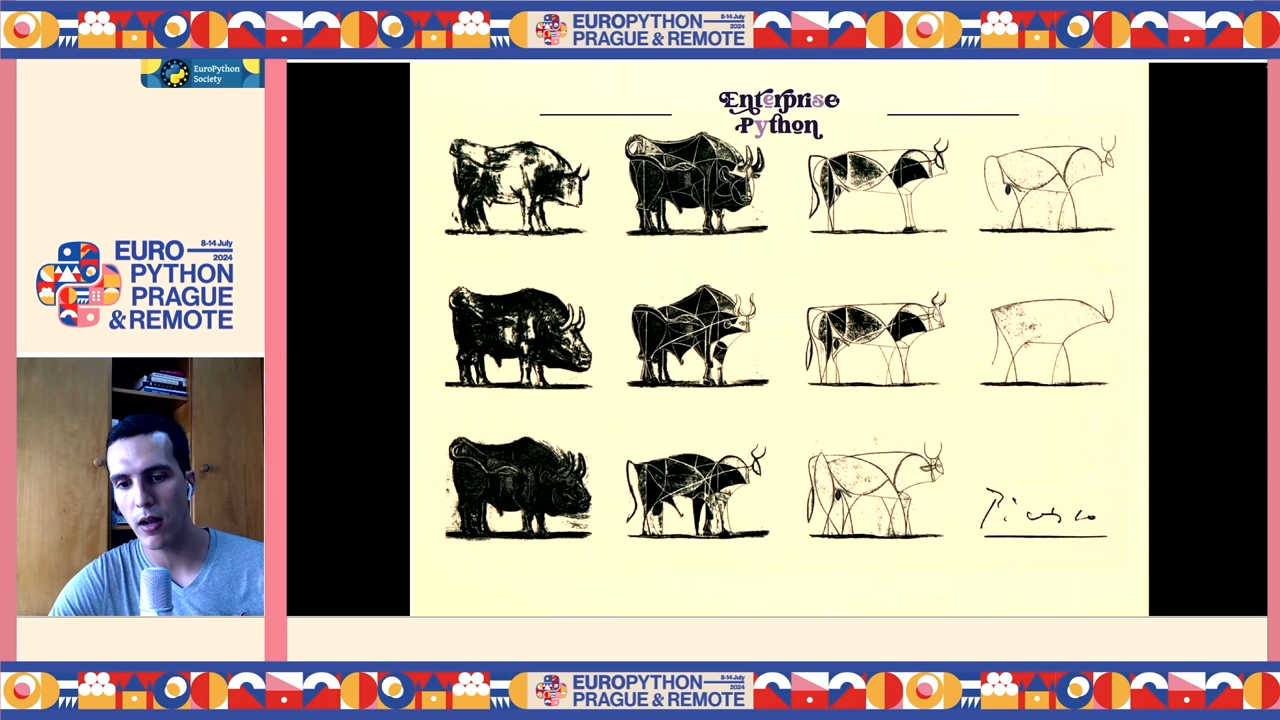 EUROPYTHON 8-14 July
2024
PRAGUE & REMOTE
EuroPython
Society
EURO 8-14 July
2024
PYTHON
PRAGUE
& REMOTE
Enterprise
Python
Picasso
EUROPYTHON 8-14 July
2024
PRAGUE & REMOTE